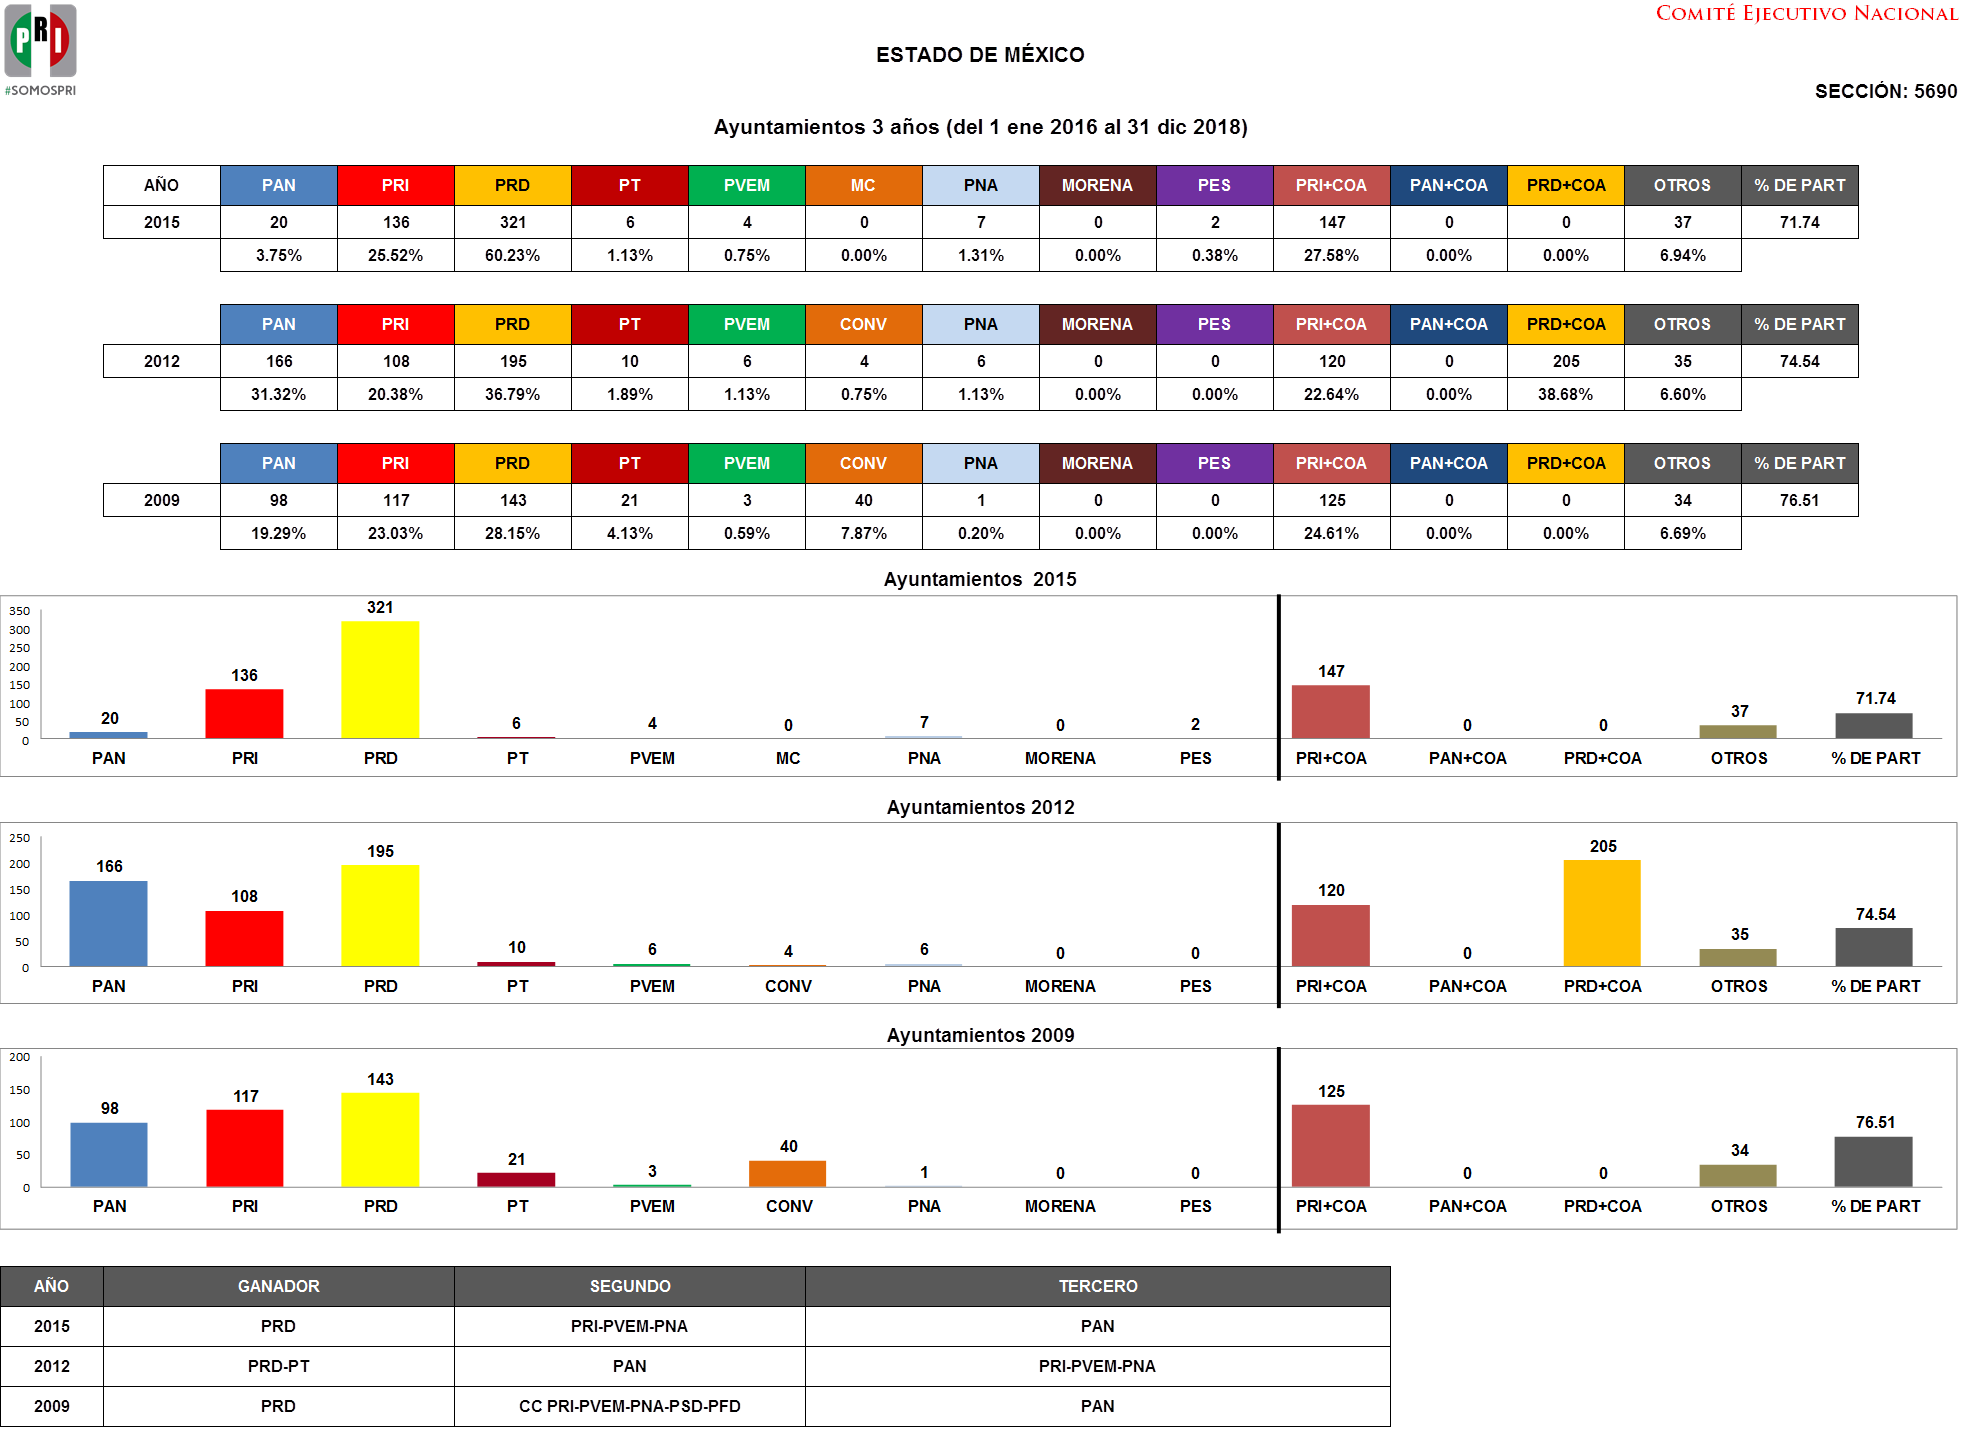 PRI
#SOMOSPRI
COMITÉ EJECUTIVO NACIONAL
ESTADO DE MÉXICO
SECCIÓN: 5690
Ayuntamientos 3 años (del 1 ene 2016 al 31 dic 2018)
AÑO PAN PRI PRD PT PVEM MC PNA MORENA PES PRI+COA PAN+COA PRD+COA OTROS % DE PART
2015 20 136 321 6 4 0 7 0 2 147 0 0 37 71.74
3.75% 25.52% 60.23% 1.13% 0.75% 0.00% 1.31% 0.00% 0.38% 27.58% 0.00% 0.00% 6.94%
PAN PRI PRD PT PVEM CONV PNA MORENA PES PRI+COA PAN+COA PRD+COA OTROS % DE PART
2012 166 108 195 10 6 4 6 0 0 120 0 205 35 74.54
31.32% 20.38% 36.79% 1.89% 1.13% 0.75% 1.13% 0.00% 0.00% 22.64% 0.00% 38.68% 6.60%
PAN PRI PRD PT PVEM CONV PNA MORENA PES PRI+COA PAN+COA PRD+COA OTROS % DE PART
2009 98 117 143 21 3 40 1 0 0 125 0 0 34 76.51
19.29% 23.03% 28.15% 4.13% 0.59% 7.87% 0.20% 0.00% 0.00% 24.61% 0.00% 0.00% 6.69%
Ayuntamientos 2015
350
300
250
200
150
100
50
0
20 136 321 6 4 0 7 0 2 147 0 0 37 71.74
PAN PRI PRD PT PVEM MC PNA MORENA PES PRI+COA PAN+COA PRD+COA OTROS % DE PART
Ayuntamientos 2012
250
200
150
100
50
0
166 108 195 10 6 4 6 0 0 120 0 205 35 74.54
PAN PRI PRD PT PVEM CONV PNA MORENA PES PRI+COA PAN+COA PRD+COA OTROS % DE PART
Ayuntamientos 2009
200
150
100
50
0
98 117 143 21 3 40 1 0 0 125 0 0 34 76.51
PAN PRI PRD PT PVEM CONV PNA MORENA PES PRI+COA PAN+COA PRD+COA OTROS % DE PART
AÑO GANADOR SEGUNDO TERCERO
2015 PRD PRI-PVEM-PNA PAN
2012 PRD-PT PAN PRI-PVEM-PNA
2009 PRD CC PRI-PVEM-PNA-PSD-PFD PAN